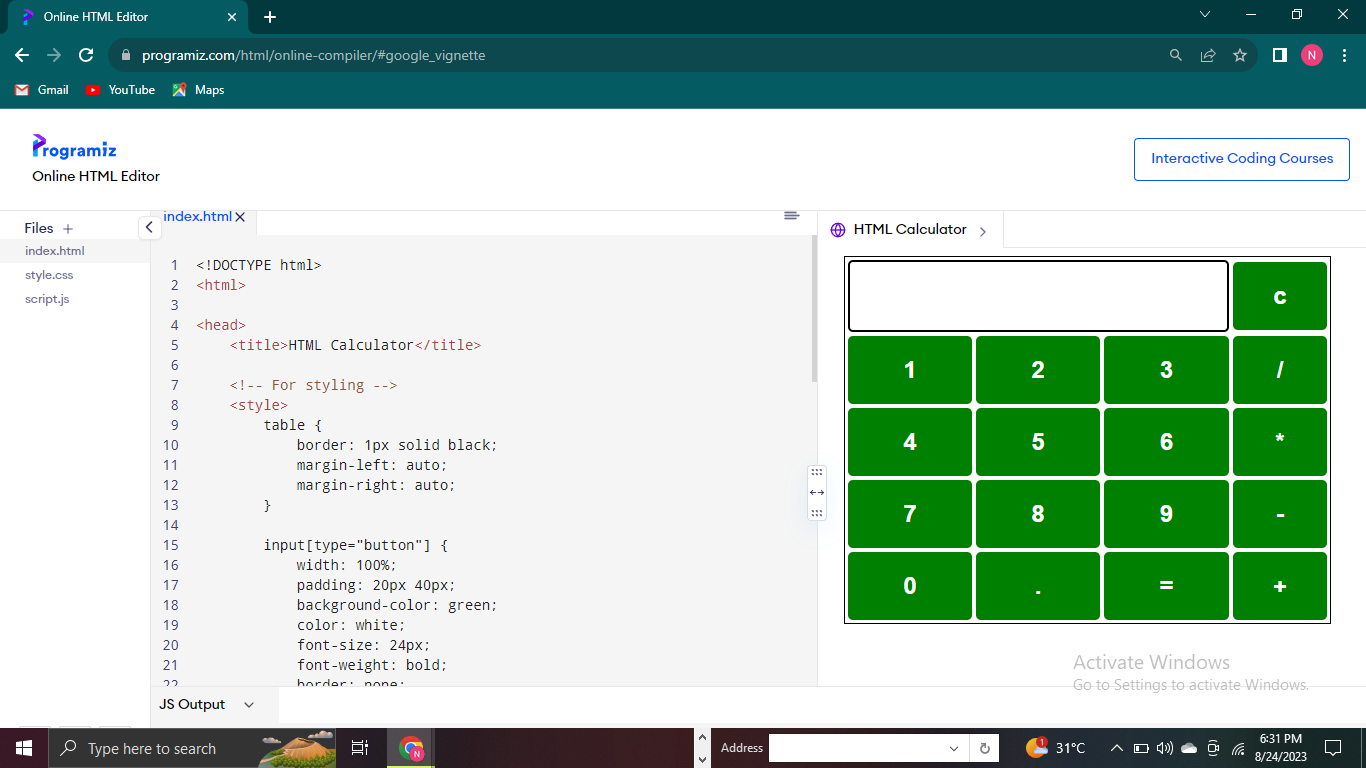 Online HTML Editor
programiz.com/html/online-compiler/#google_vignette
N
Gmail
YouTube
Maps
Programiz
Online HTML Editor
Interactive Coding Courses
Files +
index.html
style.css
script.js
index.html
1 <!DOCTYPE html>
2 <html>
3
4 <head>
5 <title>HTML Calculator</title>
6
7 <!-- For styling -->
8 <style>
9 table {
10 border: 1px solid black;
11 margin-left: auto;
12 margin-right: auto;
13 }
14
15 input[type="button"] {
16 width: 100%;
17 padding: 20px 40px;
18 background-color: green;
19 color: white;
20 font-size: 24px;
21 font-weight: bold;
22 border: none;
HTML Calculator
c
1 2 3 /
4 5 6 *
7 8 9 -
0 . = +
Activate Windows
Go to Settings to activate Windows.
JS Output
Type here to search
N
Address
1
31°C
6:31 PM
8/24/2023